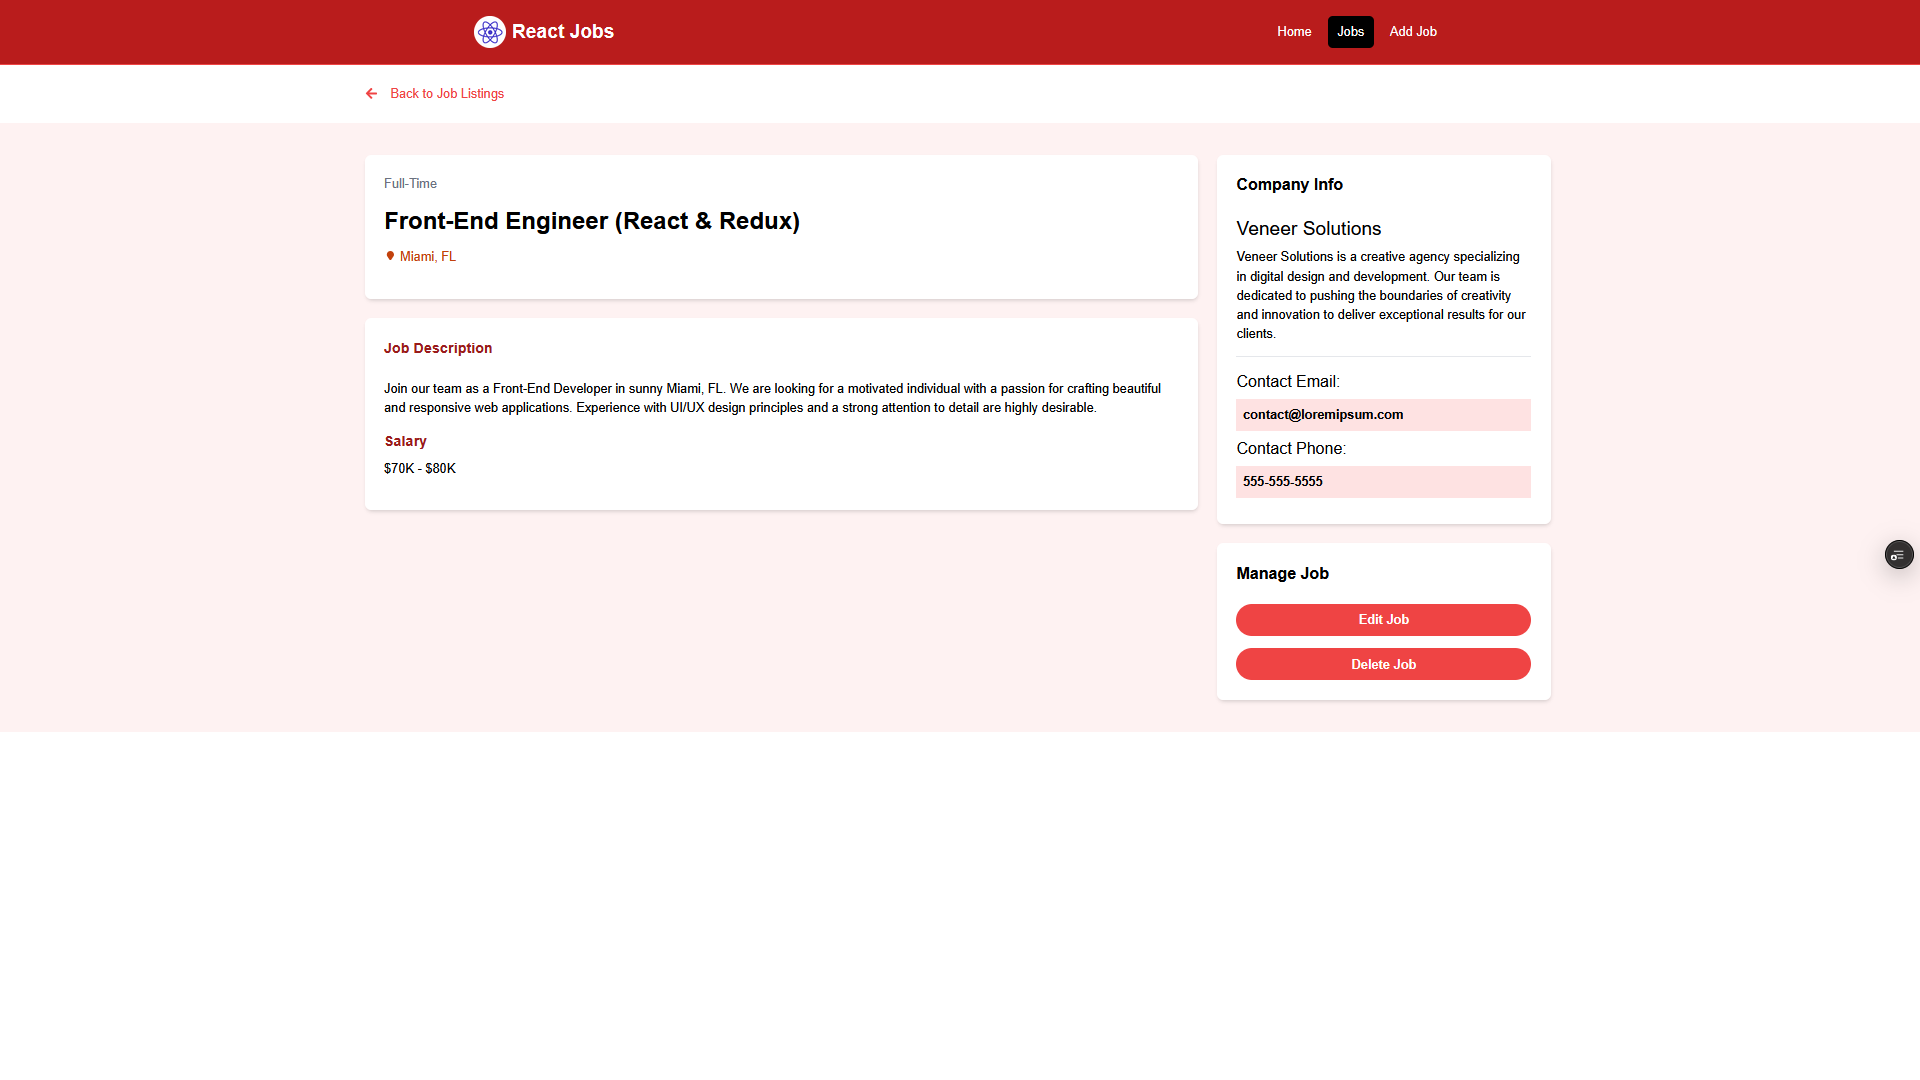 React Jobs
Home
Jobs
Add Job
Back to Job Listings
Full-Time
Front-End Engineer (React & Redux)
Miami, FL
Job Description
Join our team as a Front-End Developer in sunny Miami, FL. We are looking for a motivated individual with a passion for crafting beautiful
and responsive web applications. Experience with UI/UX design principles and a strong attention to detail are highly desirable.
Salary
$70K - $80K
Company Info
Veneer Solutions
Veneer Solutions is a creative agency specializing
in digital design and development. Our team is
dedicated to pushing the boundaries of creativity
and innovation to deliver exceptional results for our
clients.
Contact Email:
contact@loremipsum.com
Contact Phone:
555-555-5555
Manage Job
Edit Job
Delete Job